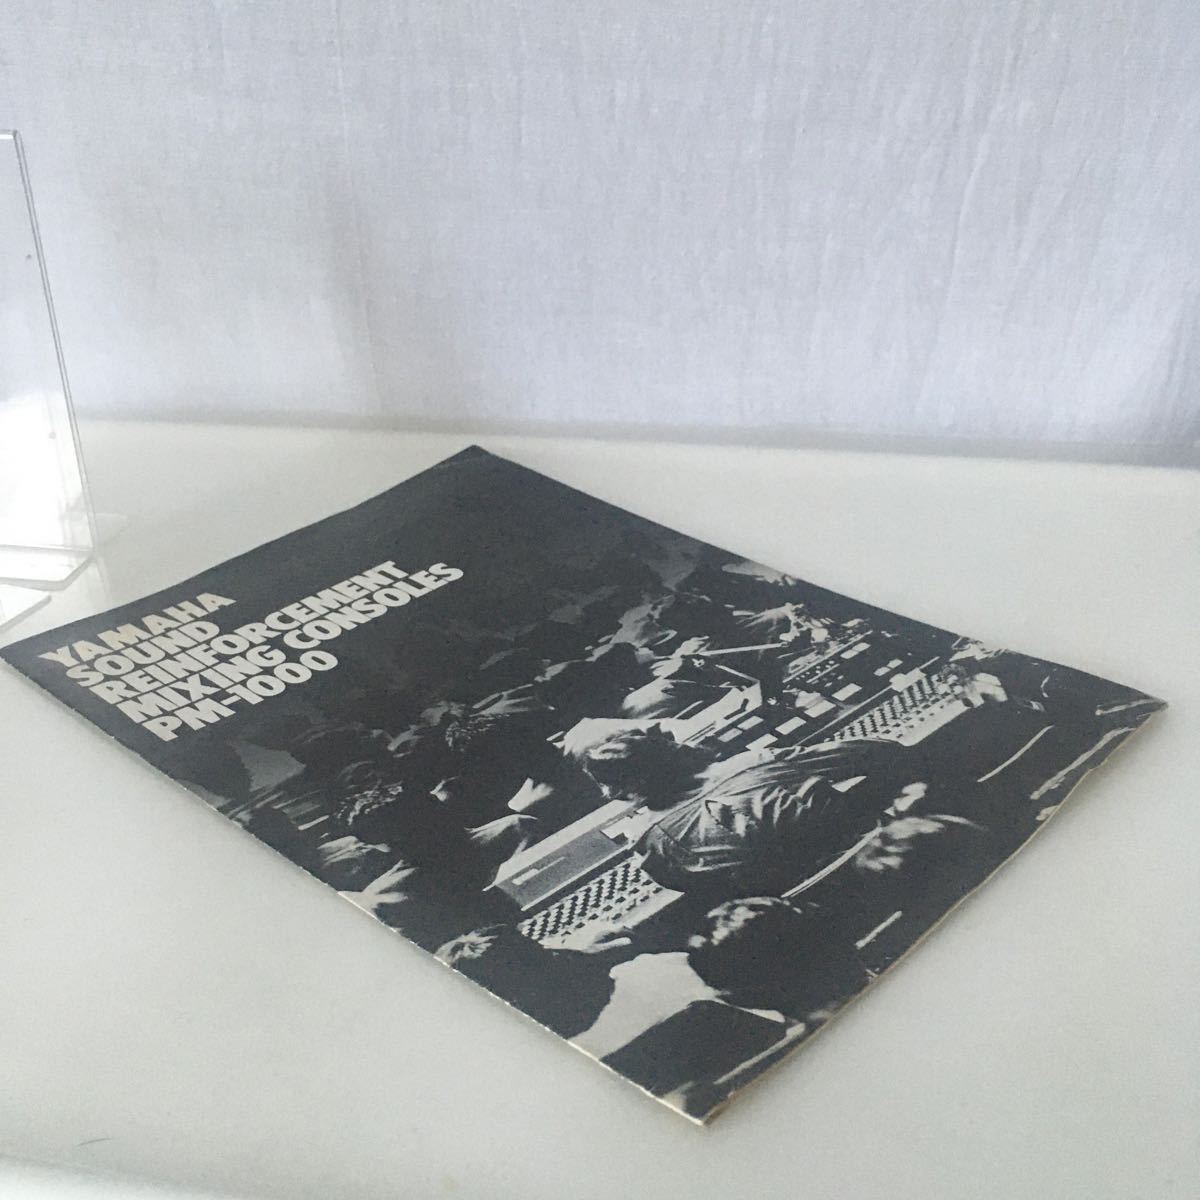 YAMAHA
SOUND
REINFORCEMENT
MIXING CONSOLES
PM-1000